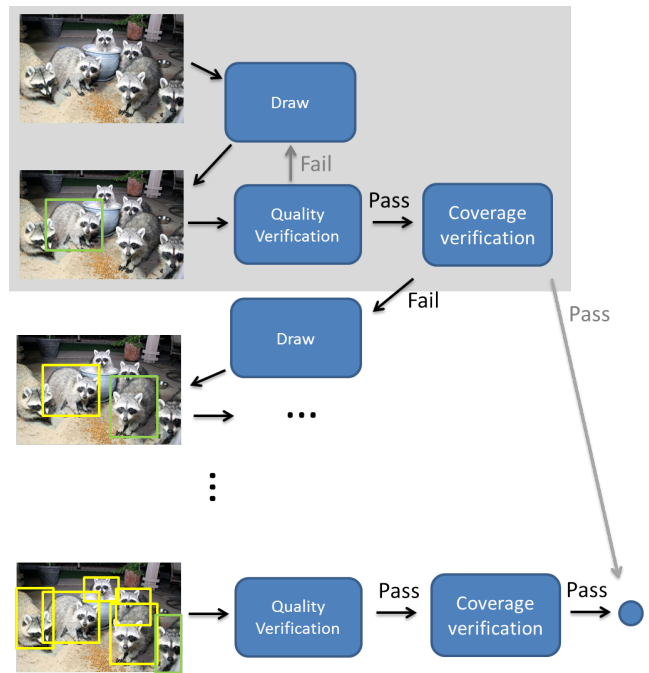 Draw
Fail
Quality
Verification
Pass
Coverage
verification
Fail
Pass
Draw
...
Quality
Verification
Pass
Coverage
verification
Pass